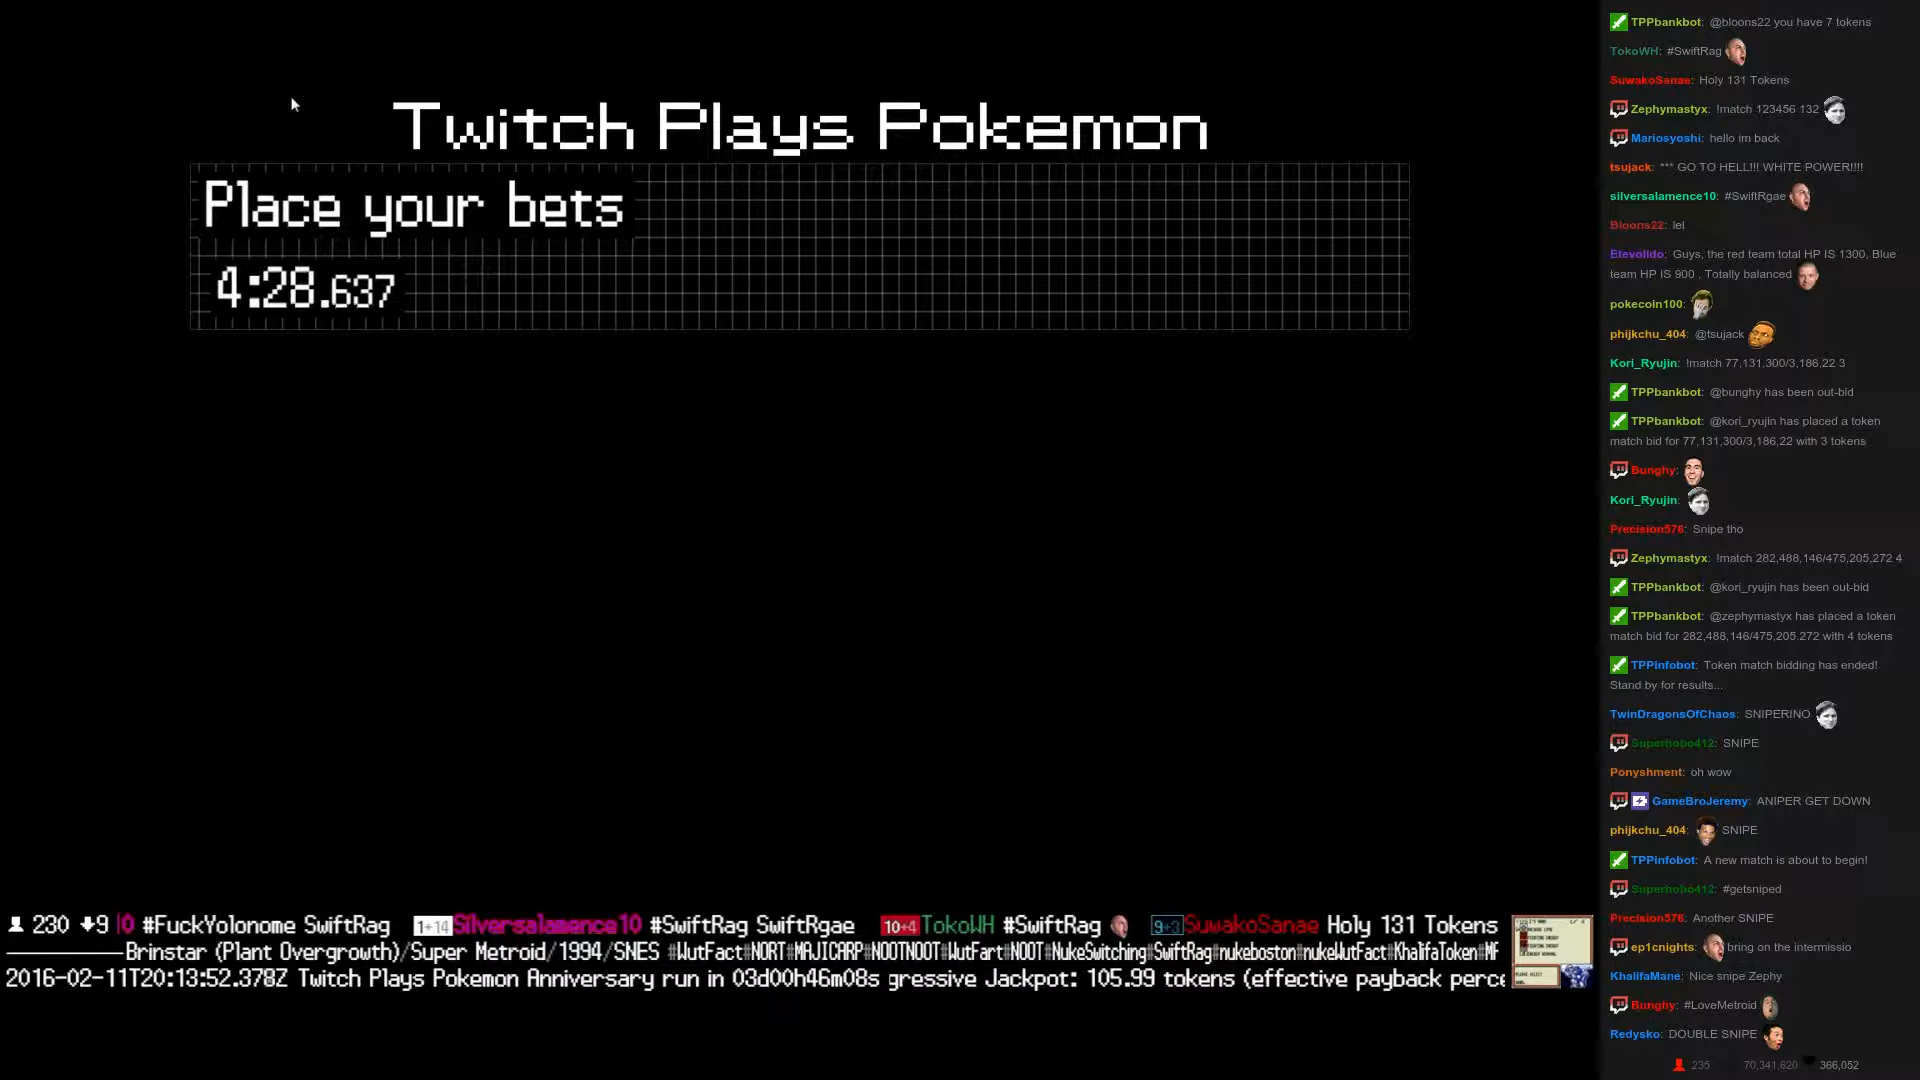 Twitch Plays Pokemon
Place your bets
4:28.637
230 9 0 #FuckYolonome SwiftRag 1+14 Silversalamence10 #SwiftRag SwiftRgae 10+4 TokoWH #SwiftRag 9+3 SuwakoSanae Holy 131 Tokens
Brinstar (Plant Overgrowth)/Super Metroid/1994/SNES #WutFact#NORT#MAJICARP#NOOTNOOT#WutFart#NOOT#NukeSwitching#SwiftRag#nukeboston#nukeWutFact#KhalifaToken#
2016-02-11T20:13:52.378Z Twitch Plays Pokemon Anniversary run in 03d00h46m08s gressive Jackpot: 105.99 tokens (effective payback perce
TPPbankbot: @bloons22 you have 7 tokens
TokoWH: #SwiftRag
SuwakoSanae: Holy 131 Tokens
Zephymastyx: !match 123456 132
Mariosyoshi: hello im back
tsujack: *** GO TO HELL!!! WHITE POWER!!!!
silversalamence10: #SwiftRgae
Bloons22: lel
Etevolido: Guys, the red team total HP IS 1300, Blue
team HP IS 900 , Totally balanced
pokecoin100:
phijkchu_404: @tsujack
Kori_Ryujin: !match 77,131,300/3,186,22 3
TPPbankbot: @bunghy has been out-bid
TPPbankbot: @kori_ryujin has placed a token
match bid for 77,131,300/3,186,22 with 3 tokens
Bunghy:
Kori_Ryujin:
Precision576: Snipe tho
Zephymastyx: !match 282,488,146/475,205,272 4
TPPbankbot: @kori_ryujin has been out-bid
TPPbankbot: @zephymastyx has placed a token
match bid for 282,488,146/475,205,272 with 4 tokens
TPPinfobot: Token match bidding has ended!
Stand by for results...
TwinDragonsOfChaos: SNIPERINO
Superhobo412: SNIPE
Ponyshment: oh wow
GameBroJeremy: ANIPER GET DOWN
phijkchu_404: SNIPE
TPPinfobot: A new match is about to begin!
Superhobo412: #getsniped
Precision576: Another SNIPE
ep1cnights: bring on the intermissio
KhalifaMane: Nice snipe Zephy
Bunghy: #LoveMetroid
Redysko: DOUBLE SNIPE
235 70,341,620 366,052